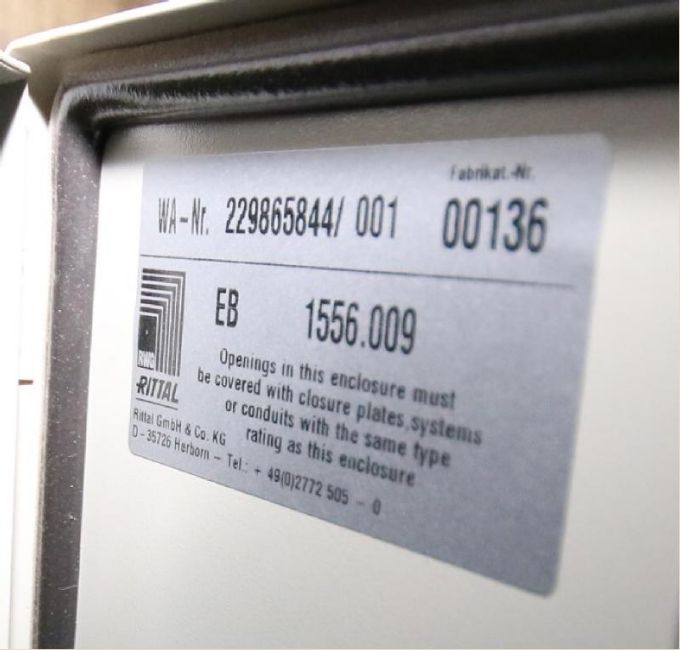 Fabrikat.-Nr.
WA-Nr. 229865844/ 001 00136
EB 1556.009
RWG
RITTAL
Openings in this enclosure must
be covered with closure plates, systems
or conduits with the same type
rating as this enclosure
Rittal GmbH & Co. KG
D - 35726 Herborn - Tel.: + 49(0)2772 505 - 0